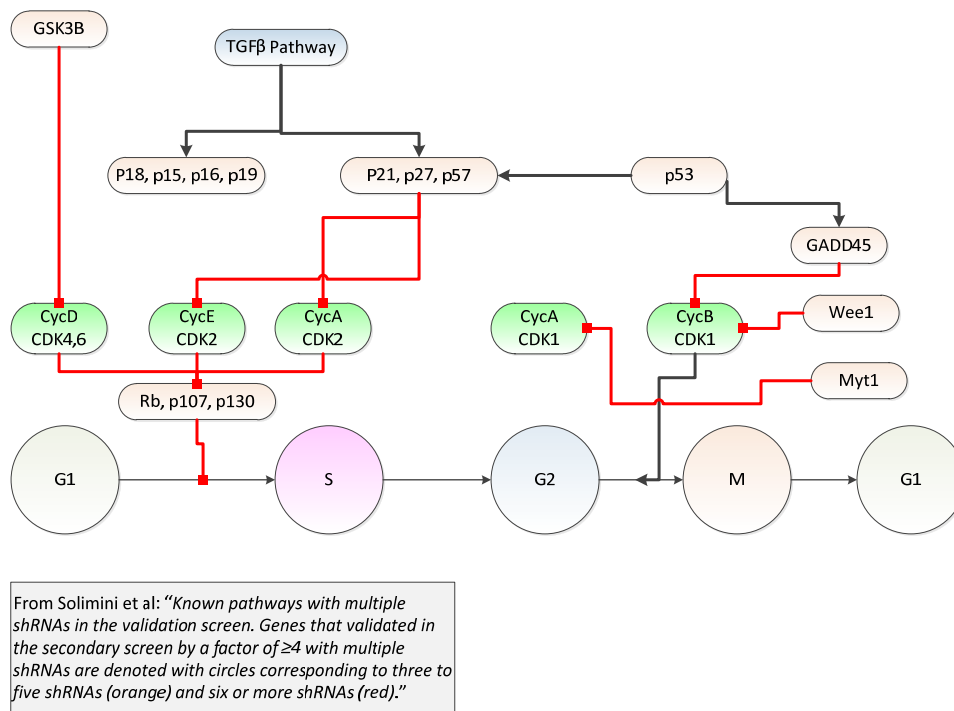 GSK3B
TGFβ Pathway
P18, p15, p16, p19
P21, p27, p57
p53
GADD45
CycD
CDK4,6
CycE
CDK2
CycA
CDK2
CycA
CDK1
CycB
CDK1
Wee1
Myt1
Rb, p107, p130
G1
S
G2
M
G1
From Solimini et al: “Known pathways with multiple
shRNAs in the validation screen. Genes that validated in
the secondary screen by a factor of ≥4 with multiple
shRNAs are denoted with circles corresponding to three to
five shRNAs (orange) and six or more shRNAs (red).”